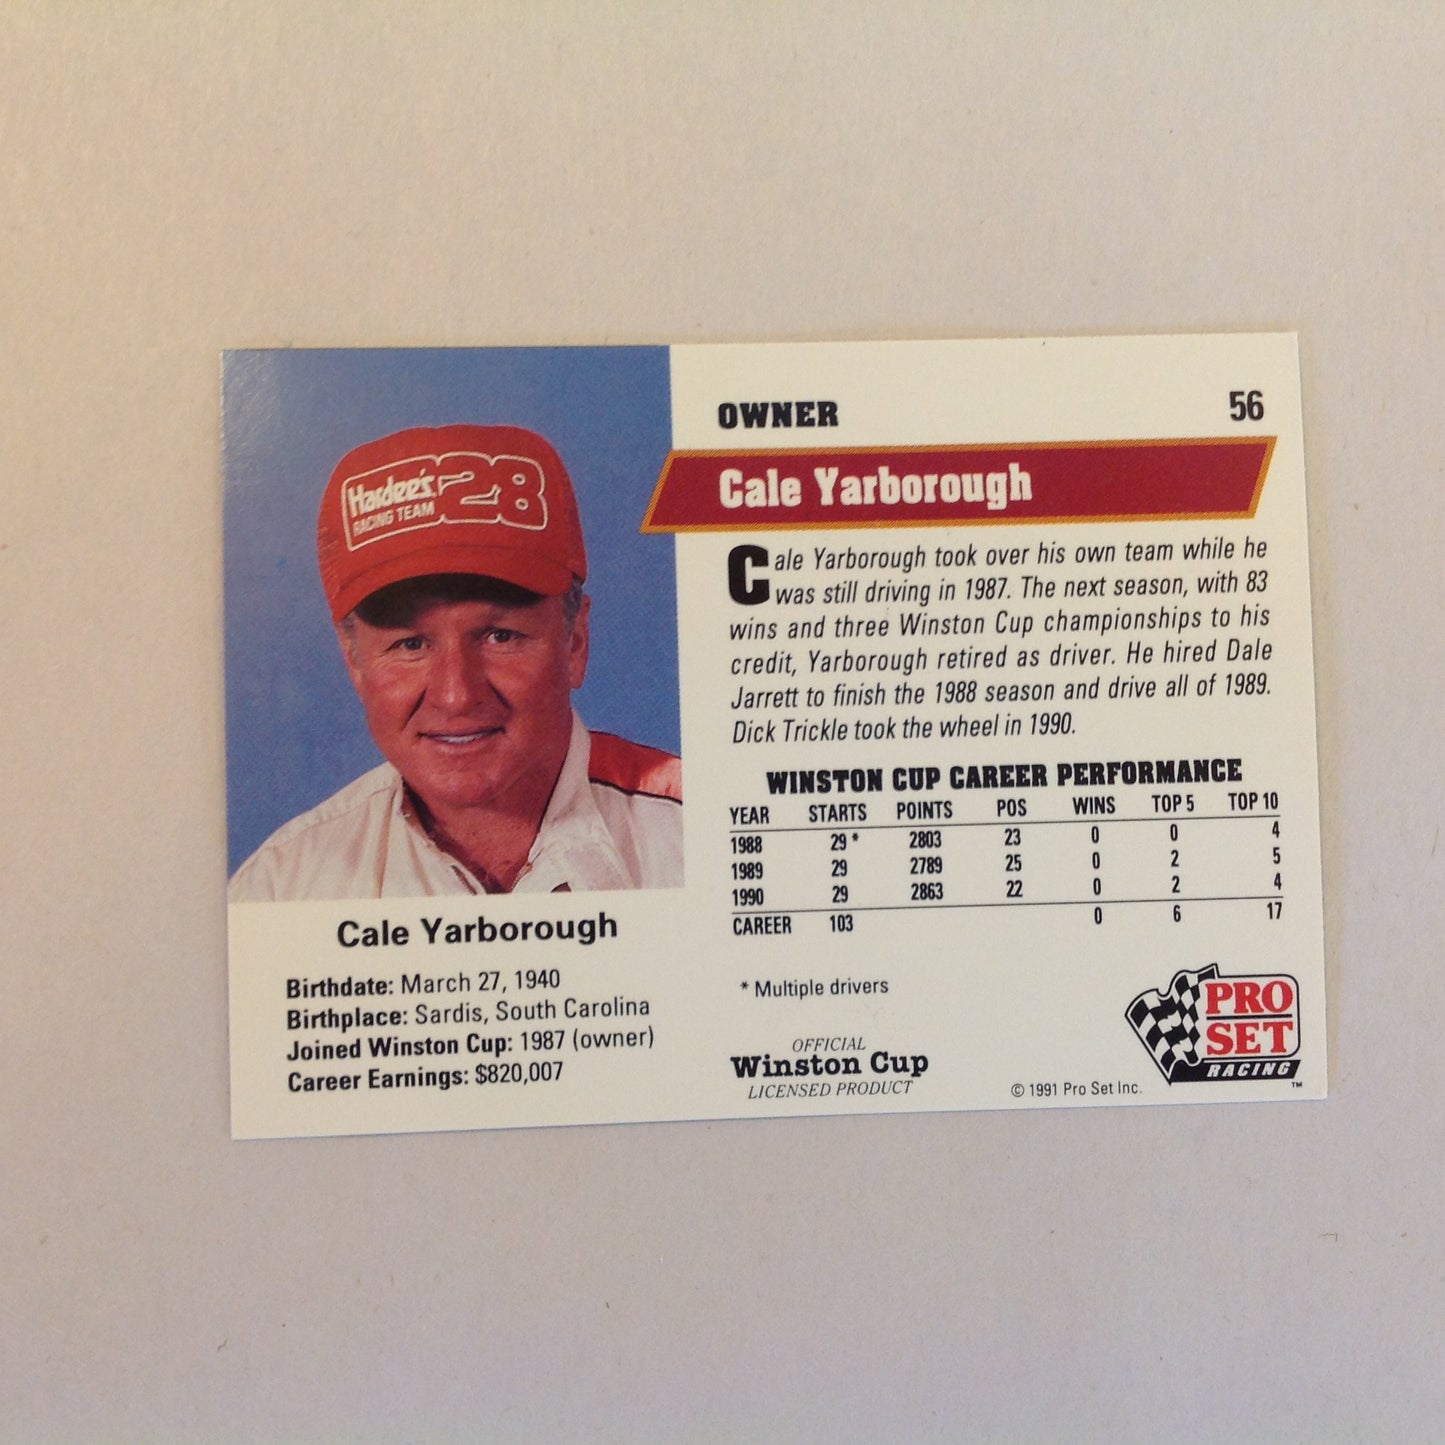 Hardee's 28
RACING TEAM
Cale Yarborough
Birthdate: March 27, 1940
Birthplace: Sardis, South Carolina
Joined Winston Cup: 1987 (owner)
Career Earnings: $820,007
OWNER 56
Cale Yarborough
Cale Yarborough took over his own team while he
was still driving in 1987. The next season, with 83
wins and three Winston Cup championships to his
credit, Yarborough retired as driver. He hired Dale
Jarrett to finish the 1988 season and drive all of 1989.
Dick Trickle took the wheel in 1990.
WINSTON CUP CAREER PERFORMANCE
YEAR STARTS POINTS POS WINS TOP 5 TOP 10
1988 29 * 2803 23 0 0 4
1989 29 2789 25 0 2 5
1990 29 2863 22 0 2 4
CAREER 103 0 6 17
* Multiple drivers
OFFICIAL
Winston Cup
LICENSED PRODUCT
© 1991 Pro Set Inc.
PRO
SET
RACING
TM